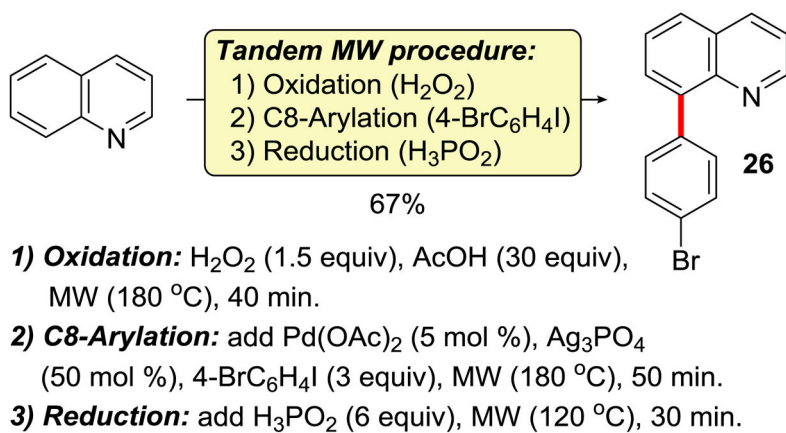 Tandem MW procedure:
1) Oxidation (H₂O₂)
2) C8-Arylation (4-BrC₆H₄I)
3) Reduction (H₃PO₂)
67%
N
N
26
Br
1) Oxidation: H₂O₂ (1.5 equiv), AcOH (30 equiv),
MW (180 °C), 40 min.
2) C8-Arylation: add Pd(OAc)₂ (5 mol %), Ag₃PO₄
(50 mol %), 4-BrC₆H₄I (3 equiv), MW (180 °C), 50 min.
3) Reduction: add H₃PO₂ (6 equiv), MW (120 °C), 30 min.